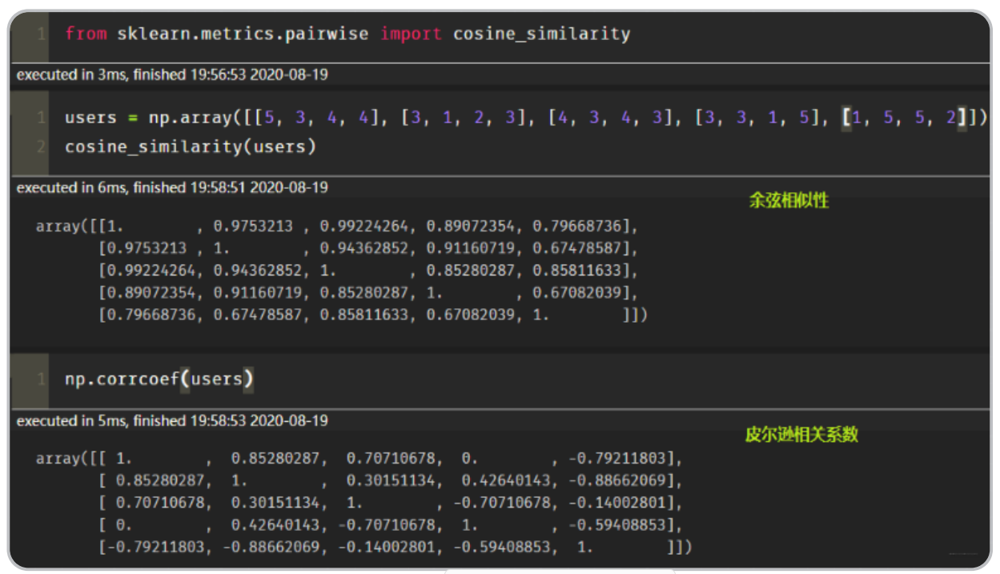 1 from sklearn.metrics.pairwise import cosine_similarity
executed in 3ms, finished 19:56:53 2020-08-19
1 users = np.array([[5, 3, 4, 4], [3, 1, 2, 3], [4, 3, 4, 3], [3, 3, 1, 5], [1, 5, 5, 2]])
2 cosine_similarity(users)
executed in 6ms, finished 19:58:51 2020-08-19
余弦相似性
array([[1.        , 0.9753213 , 0.99224264, 0.89072354, 0.79668736],
[0.9753213 , 1.        , 0.94362852, 0.91160719, 0.67478587],
[0.99224264, 0.94362852, 1.        , 0.85280287, 0.85811633],
[0.89072354, 0.91160719, 0.85280287, 1.        , 0.67082039],
[0.79668736, 0.67478587, 0.85811633, 0.67082039, 1.        ]])
1 np.corrcoef(users)
executed in 5ms, finished 19:58:53 2020-08-19
皮尔逊相关系数
array([[ 1.        ,  0.85280287,  0.70710678,  0.        , -0.79211803],
[ 0.85280287,  1.        ,  0.30151134,  0.42640143, -0.88662069],
[ 0.70710678,  0.30151134,  1.        , -0.70710678, -0.14002801],
[ 0.        ,  0.42640143, -0.70710678,  1.        , -0.59408853],
[-0.79211803, -0.88662069, -0.14002801, -0.59408853,  1.        ]])